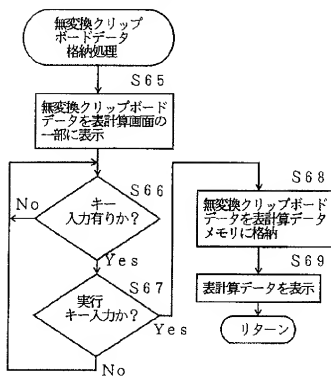 無変換クリップ
ボードデータ
格納処理
S65
無変換クリップボード
データを表計算画面の
一部に表示
S66
キー
入力有りか?
No
Yes
S67
実行
キー入力か?
Yes
No
S68
無変換クリップボード
データを表計算データ
メモリに格納
S69
表計算データを表示
リターン